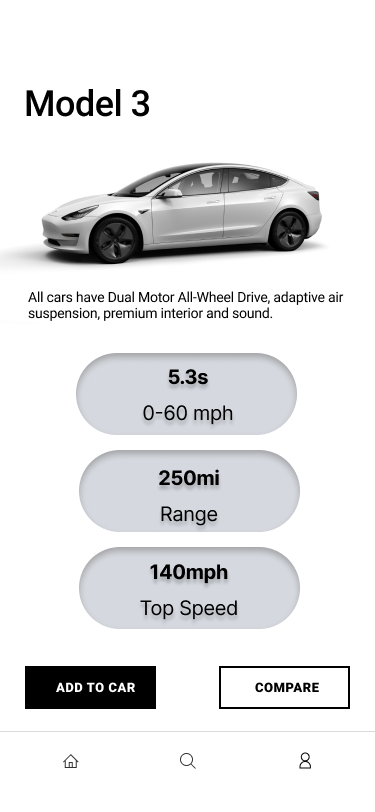 Model 3
All cars have Dual Motor All-Wheel Drive, adaptive air
suspension, premium interior and sound.
5.3s
0-60 mph
250mi
Range
140mph
Top Speed
ADD TO CAR
COMPARE